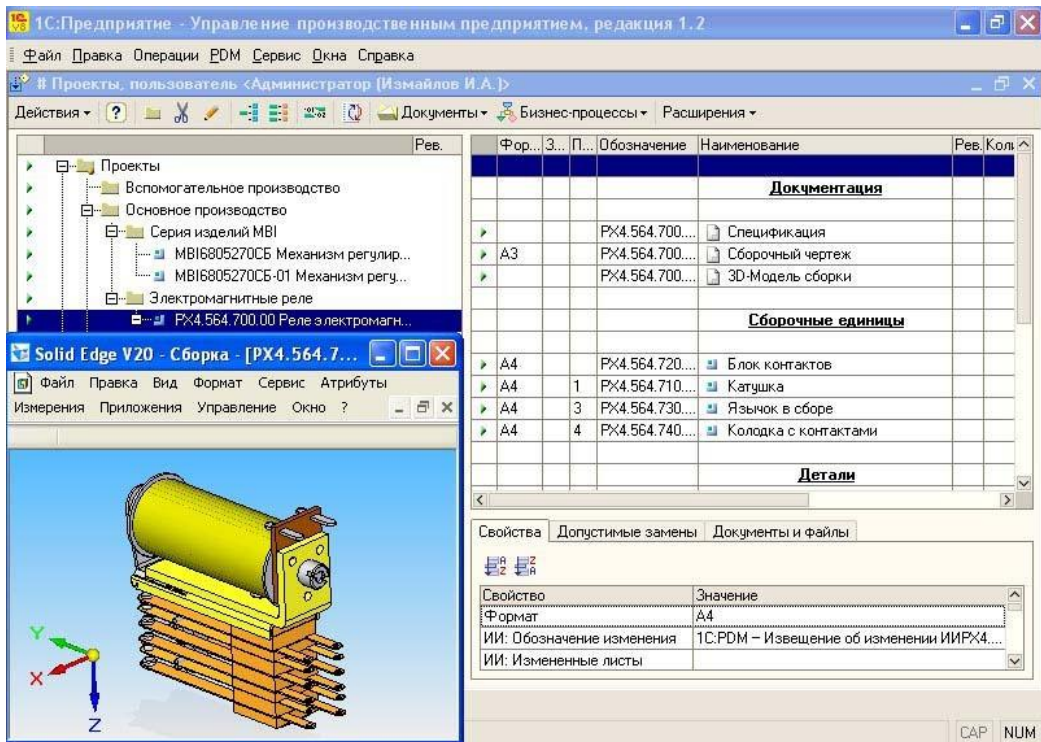 1С:Предприятие - Управление производственным предприятием, редакция 1.2
Файл Правка Операции PDM Сервис Окна Справка
# Проекты, пользователь <Администратор (Измайлов И.А.)>
Действия Документы Бизнес-процессы Расширения
Рев.
Проекты
Вспомогательное производство
Основное производство
Серия изделий MBI
MBI6805270СБ Механизм регулир...
MBI6805270СБ-01 Механизм регу...
Электромагнитные реле
РХ4.564.700.00 Реле электромагн...
Фор... З... П... Обозначение Наименование Рев. Коли
Документация
РХ4.564.700.... Спецификация
А3 РХ4.564.700.... Сборочный чертеж
РХ4.564.700.... 3D-Модель сборки
Сборочные единицы
А4 РХ4.564.720.... Блок контактов
А4 1 РХ4.564.710.... Катушка
А4 3 РХ4.564.730.... Язычок в сборе
А4 4 РХ4.564.740.... Колодка с контактами
Детали
Solid Edge V20 - Сборка - [РХ4.564.7...
Файл Правка Вид Формат Сервис Атрибуты
Измерения Приложения Управление Окно ?
Y
X
Z
Свойства Допустимые замены Документы и файлы
Свойство Значение
Формат А4
ИИ: Обозначение изменения 1С:PDM – Извещение об изменении ИИРХ4....
ИИ: Измененные листы
CAP NUM